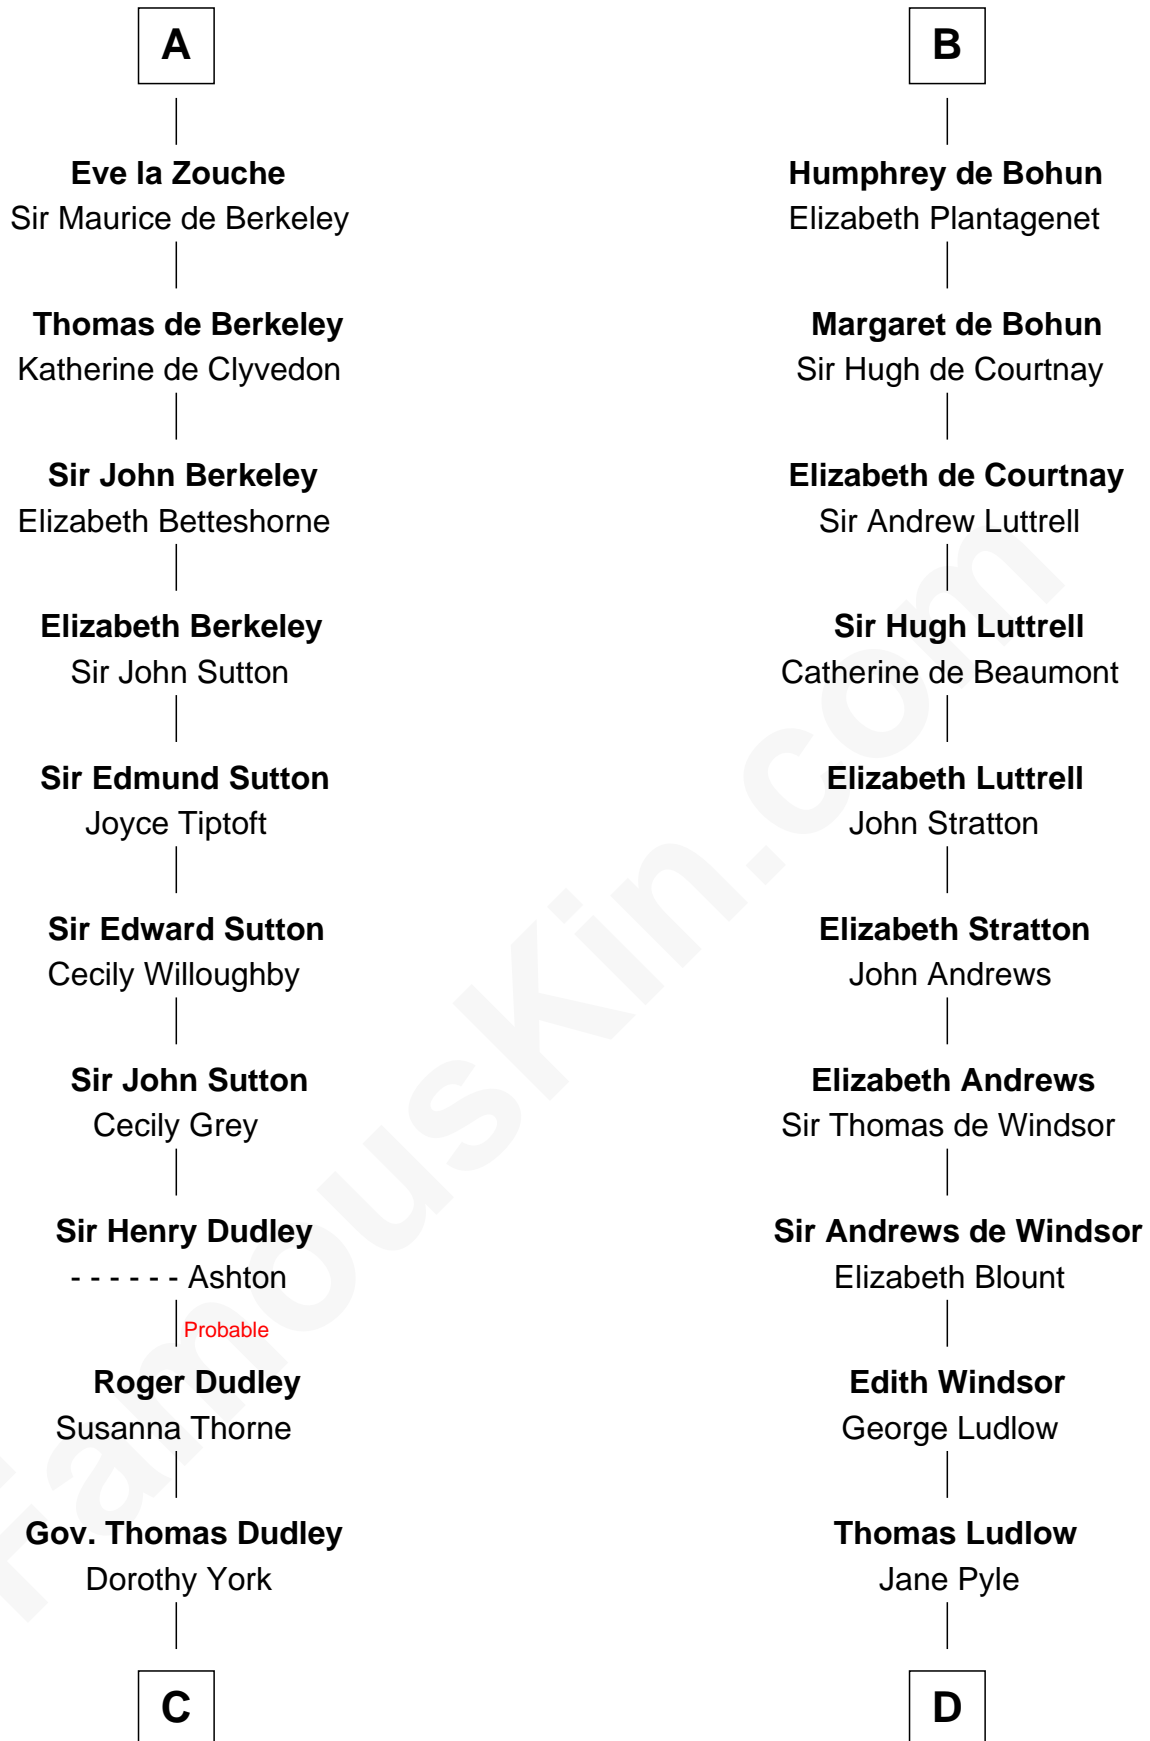 A
Eve la Zouche
Sir Maurice de Berkeley
Thomas de Berkeley
Katherine de Clyvedon
Sir John Berkeley
Elizabeth Betteshorne
Elizabeth Berkeley
Sir John Sutton
Sir Edmund Sutton
Joyce Tiptoft
Sir Edward Sutton
Cecily Willoughby
Sir John Sutton
Cecily Grey
Sir Henry Dudley
- - - - - - Ashton
Probable
Roger Dudley
Susanna Thorne
Gov. Thomas Dudley
Dorothy York
C
B
Humphrey de Bohun
Elizabeth Plantagenet
Margaret de Bohun
Sir Hugh de Courtnay
Elizabeth de Courtnay
Sir Andrew Luttrell
Sir Hugh Luttrell
Catherine de Beaumont
Elizabeth Luttrell
John Stratton
Elizabeth Stratton
John Andrews
Elizabeth Andrews
Sir Thomas de Windsor
Sir Andrews de Windsor
Elizabeth Blount
Edith Windsor
George Ludlow
Thomas Ludlow
Jane Pyle
D
FamousKin.com